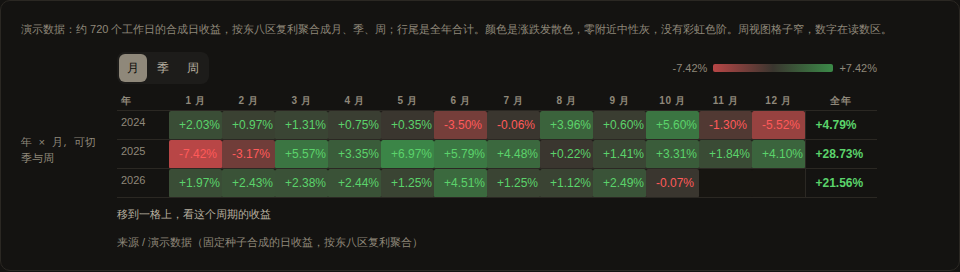 演示数据：约 720 个工作日的合成日收益，按东八区复利聚合成月、季、周；行尾是全年合计。颜色是涨跌发散色，零附近中性灰，没有彩虹色阶。周视图格子窄，数字在读数区。
月 季 周
-7.42% +7.42%
年 1 月 2 月 3 月 4 月 5 月 6 月 7 月 8 月 9 月 10 月 11 月 12 月 全年
2024 +2.03% +0.97% +1.31% +0.75% +0.35% -3.50% -0.06% +3.96% +0.60% +5.60% -1.30% -5.52% +4.79%
年 × 月，可切
季与周
2025 -7.42% -3.17% +5.57% +3.35% +6.97% +5.79% +4.48% +0.22% +1.41% +3.31% +1.84% +4.10% +28.73%
2026 +1.97% +2.43% +2.38% +2.44% +1.25% +4.51% +1.25% +1.12% +2.49% -0.07% +21.56%
移到一格上，看这个周期的收益
来源 / 演示数据（固定种子合成的日收益，按东八区复利聚合）